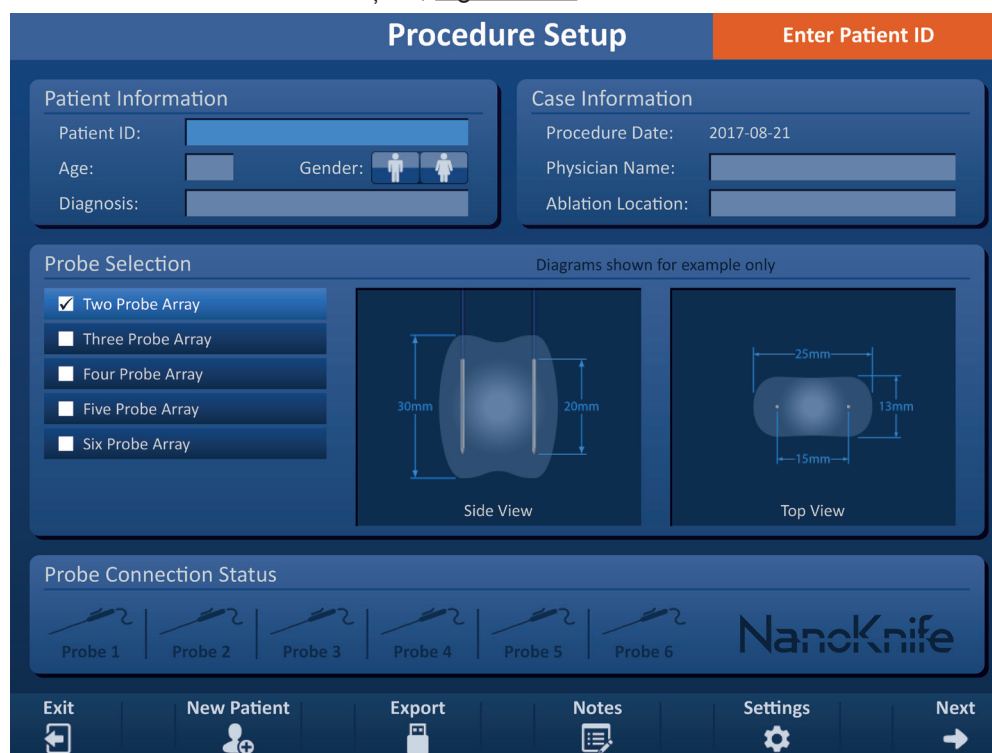 Procedure Setup
Enter Patient ID
Patient Information
Patient ID:
Age:
Gender:
Diagnosis:
Case Information
Procedure Date: 2017-08-21
Physician Name:
Ablation Location:
Probe Selection
Diagrams shown for example only
Two Probe Array
Three Probe Array
Four Probe Array
Five Probe Array
Six Probe Array
30mm
20mm
Side View
25mm
13mm
15mm
Top View
Probe Connection Status
Probe 1
Probe 2
Probe 3
Probe 4
Probe 5
Probe 6
NanoKnife
Exit
New Patient
Export
Notes
Settings
Next